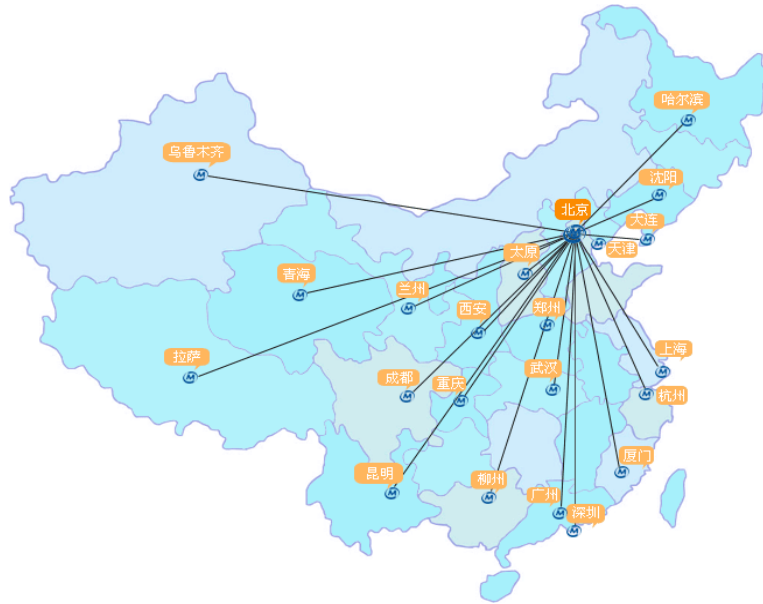 哈尔滨
乌鲁木齐
沈阳
北京
大连
天津
太原
青海
兰州
西安
郑州
上海
拉萨
成都
重庆
武汉
杭州
厦门
昆明
柳州
广州
深圳